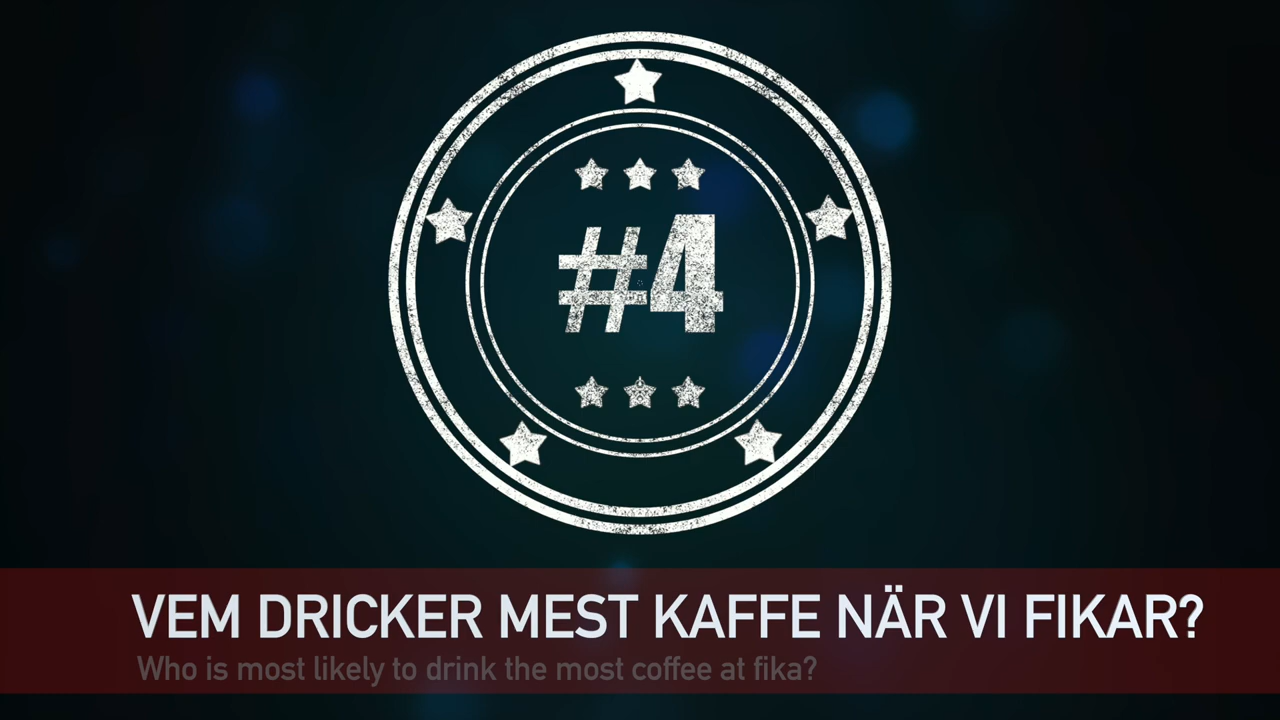 #4
VEM DRICKER MEST KAFFE NÄR VI FIKAR?
Who is most likely to drink the most coffee at fika?